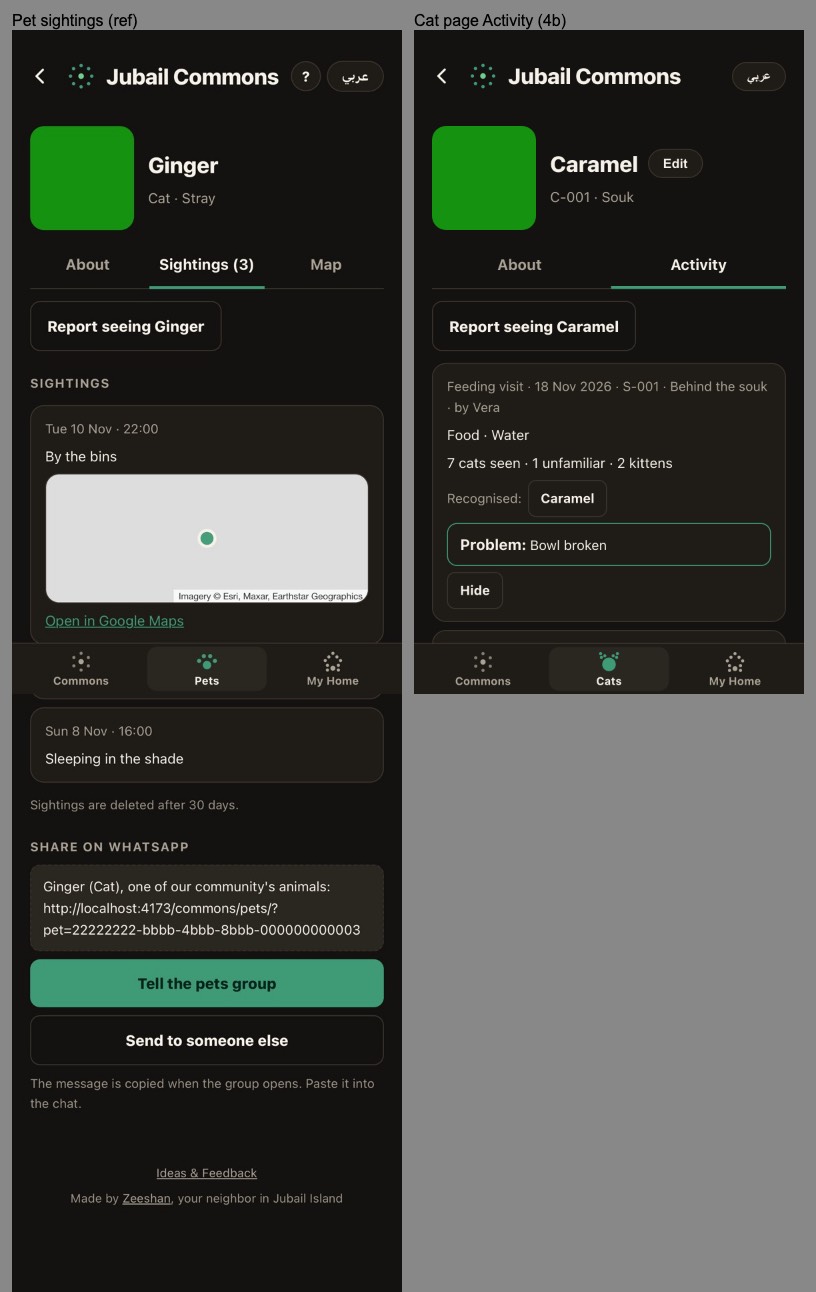 Pet sightings (ref)
Jubail Commons
?
عربي
Ginger
Cat · Stray
About
Sightings (3)
Map
Report seeing Ginger
SIGHTINGS
Tue 10 Nov · 22:00
By the bins
Imagery © Esri, Maxar, Earthstar Geographics
Open in Google Maps
Commons
Pets
My Home
Sun 8 Nov · 16:00
Sleeping in the shade
Sightings are deleted after 30 days.
SHARE ON WHATSAPP
Ginger (Cat), one of our community's animals:
http://localhost:4173/commons/pets/?
pet=22222222-bbbb-4bbb-8bbb-000000000003
Tell the pets group
Send to someone else
The message is copied when the group opens. Paste it into
the chat.
Ideas & Feedback
Made by Zeeshan, your neighbor in Jubail Island
Cat page Activity (4b)
Jubail Commons
عربي
Caramel
Edit
C-001 · Souk
About
Activity
Report seeing Caramel
Feeding visit · 18 Nov 2026 · S-001 · Behind the souk
· by Vera
Food · Water
7 cats seen · 1 unfamiliar · 2 kittens
Recognised: Caramel
Problem: Bowl broken
Hide
Commons
Cats
My Home